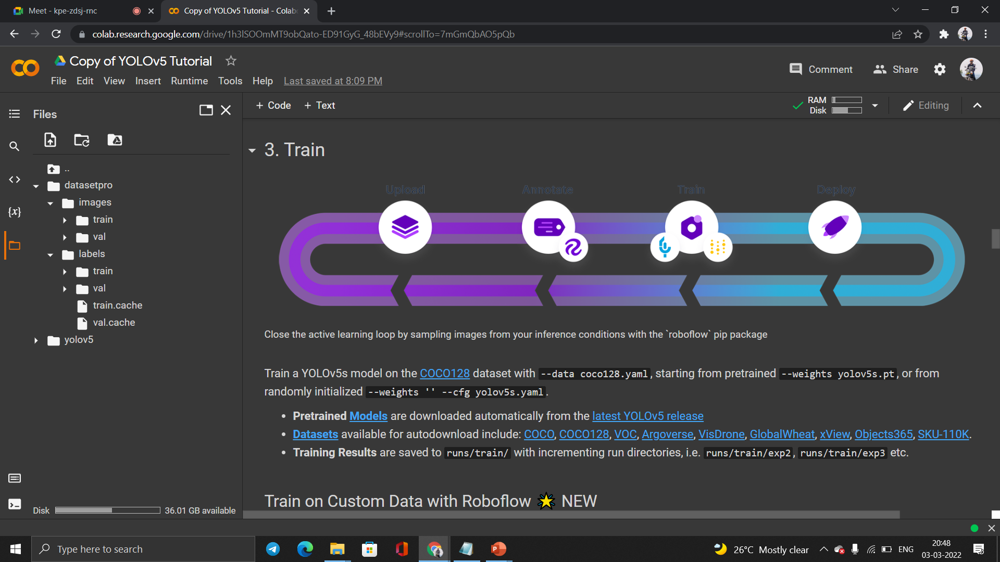 Meet - kpe-zdsj-rnc
Copy of YOLOv5 Tutorial - Colab
colab.research.google.com/drive/1h3lSOOmMT9obQato-ED91GyG_48bEVy9#scrollTo=7mGmQbAO5pQb
Copy of YOLOv5 Tutorial
Comment
Share
File Edit View Insert Runtime Tools Help Last saved at 8:09 PM
Files
+ Code + Text
RAM
Disk
Editing
..
datasetpro
images
train
val
labels
train
val
train.cache
val.cache
yolov5
Disk 36.01 GB available
3. Train
Upload Annotate Train Deploy
Close the active learning loop by sampling images from your inference conditions with the `roboflow` pip package
Train a YOLOv5s model on the COCO128 dataset with --data coco128.yaml, starting from pretrained --weights yolov5s.pt, or from
randomly initialized --weights '' --cfg yolov5s.yaml.
• Pretrained Models are downloaded automatically from the latest YOLOv5 release
• Datasets available for autodownload include: COCO, COCO128, VOC, Argoverse, VisDrone, GlobalWheat, xView, Objects365, SKU-110K.
• Training Results are saved to runs/train/ with incrementing run directories, i.e. runs/train/exp2, runs/train/exp3 etc.
Train on Custom Data with Roboflow 🌟 NEW
Type here to search
26°C Mostly clear
ENG
20:48
03-03-2022